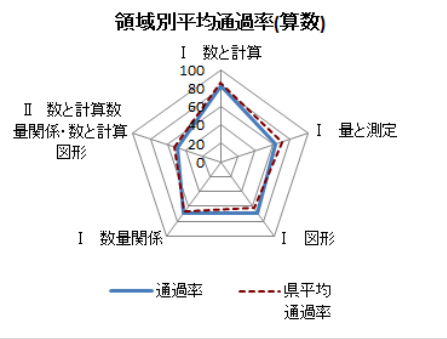 領域別平均通過率(算数)
Ⅰ 数と計算
100
80
60
40
20
0
Ⅱ 数と計算数
量関係・数と計算
図形
Ⅰ 量と測定
Ⅰ 数量関係
Ⅰ 図形
通過率
県平均
通過率